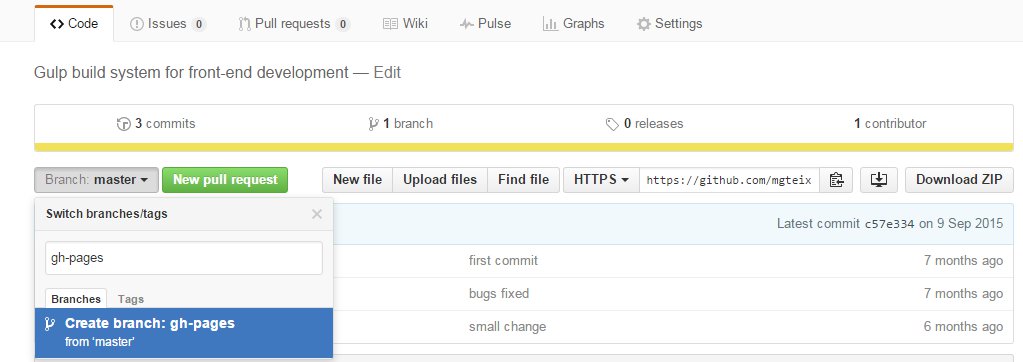 Code Issues 0 Pull requests 0 Wiki Pulse Graphs Settings
Gulp build system for front-end development — Edit
3 commits 1 branch 0 releases 1 contributor
Branch: master New pull request New file Upload files Find file HTTPS https://github.com/mgteix Download ZIP
Switch branches/tags ×
Latest commit c57e334 on 9 Sep 2015
gh-pages
first commit 7 months ago
bugs fixed 7 months ago
Branches Tags
Create branch: gh-pages
small change 6 months ago
from ‘master’